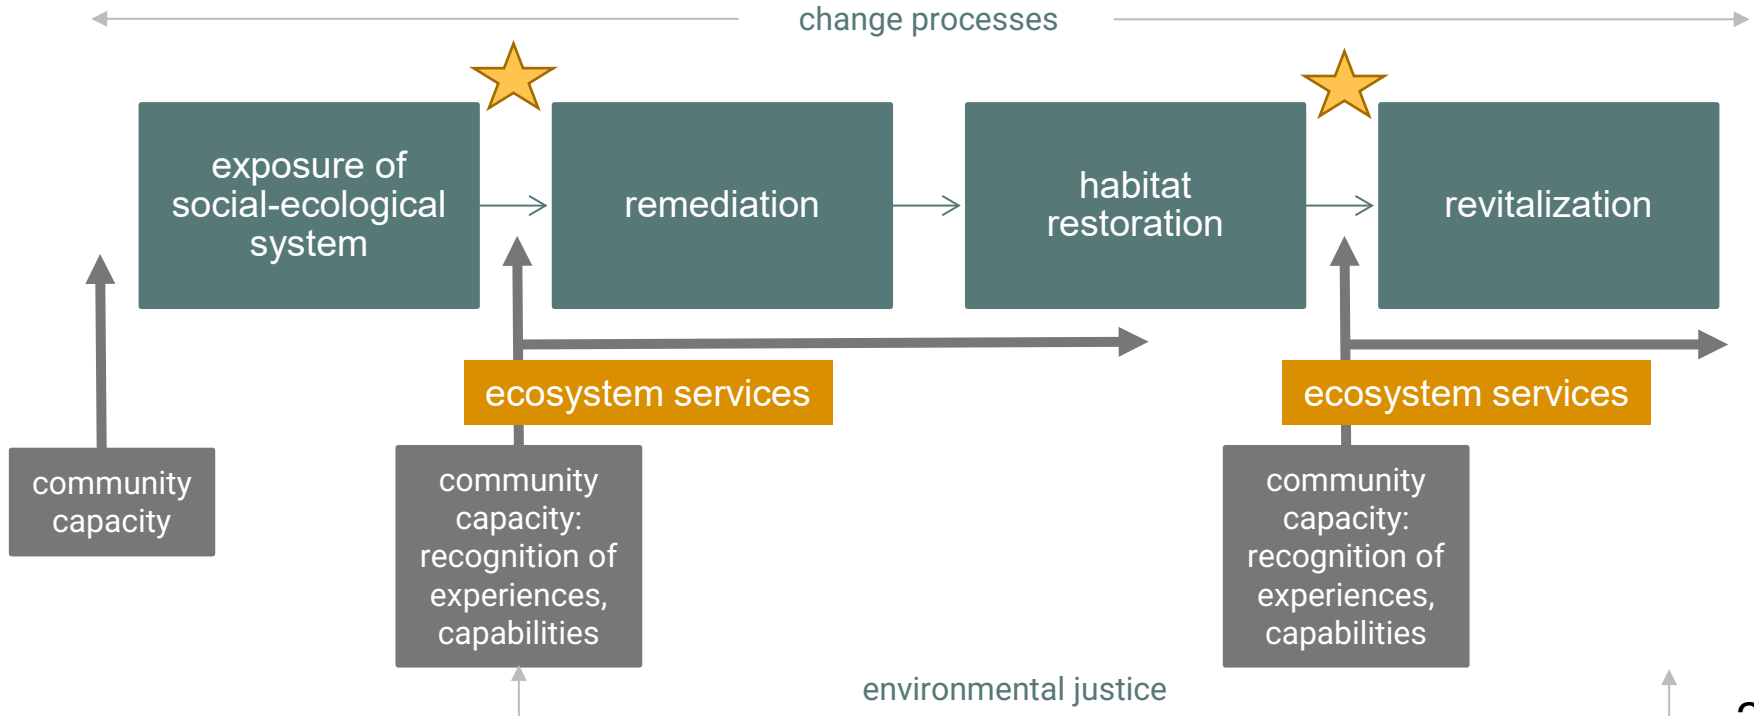 change processes
exposure of
social-ecological
system
remediation
habitat
restoration
revitalization
ecosystem services
ecosystem services
community
capacity
community
capacity:
recognition of
experiences,
capabilities
community
capacity:
recognition of
experiences,
capabilities
environmental justice